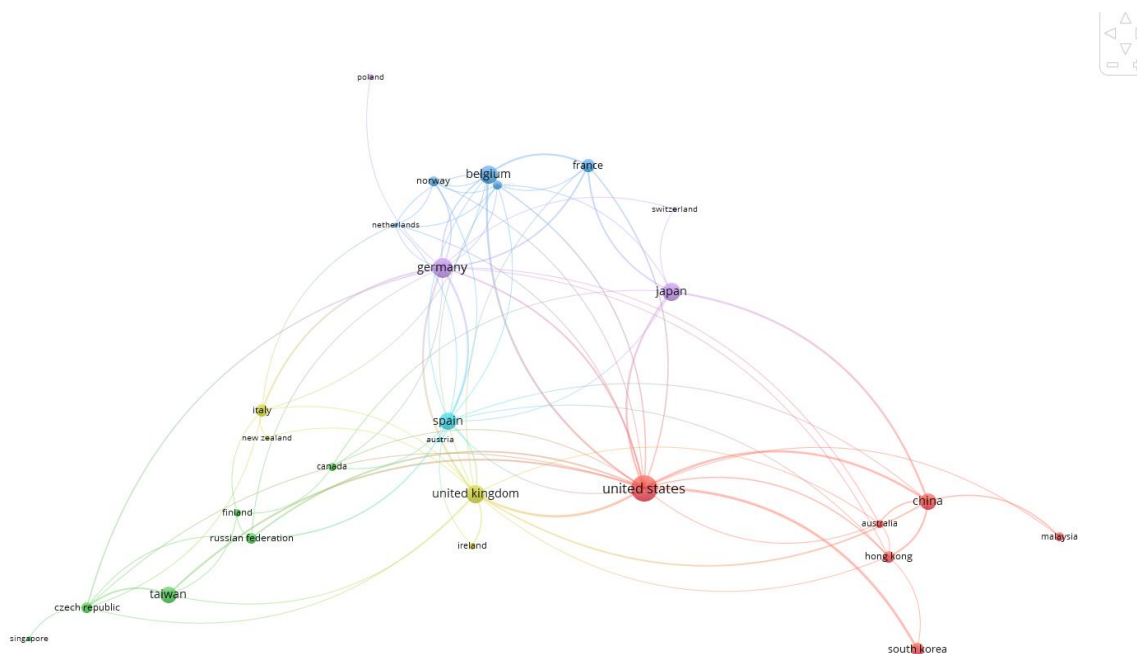 poland
france
belgium
norway
switzerland
netherlands
germany
japan
italy
spain
new zealand
austria
canada
united states
united kingdom
china
finland
australia
russian federation
malaysia
ireland
hong kong
taiwan
czech republic
singapore
south korea